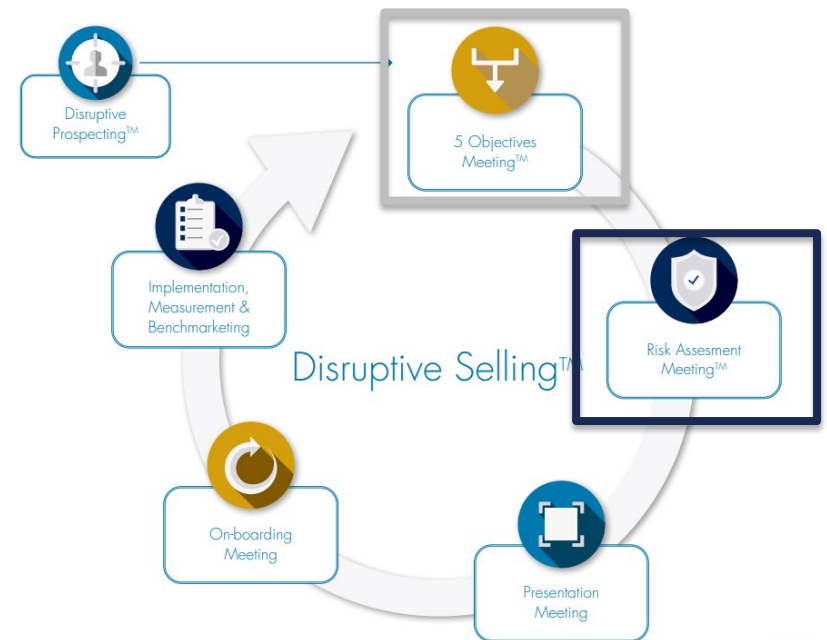 Disruptive
Prospecting™
5 Objectives
Meeting™
Implementation,
Measurement &
Benchmarketing
Disruptive Selling™
Risk Assesment
Meeting™
On-boarding
Meeting
Presentation
Meeting